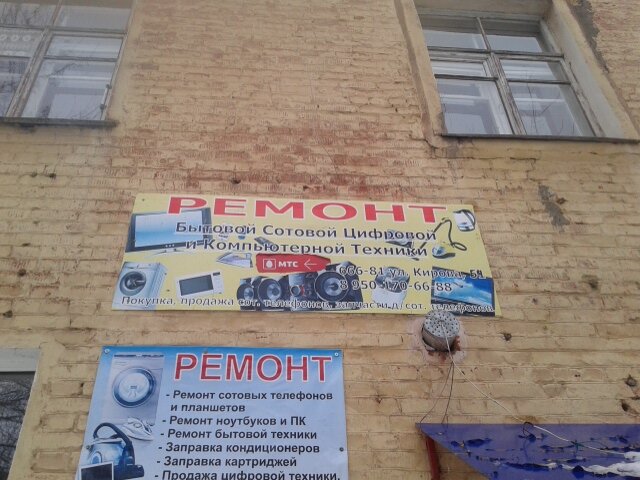 РЕМОНТ
Бытовой Сотовой Цифровой
и Компьютерной Техники
МТС
666-81 ул. Кирова, 51
8 950-170-66-88
Покупка, продажа сот. телефонов, запчасти д/сот. телефонов
РЕМОНТ
- Ремонт сотовых телефонов
и планшетов
- Ремонт ноутбуков и ПК
- Ремонт бытовой техники
- Заправка кондиционеров
- Заправка картриджей
- Продажа цифровой техники,